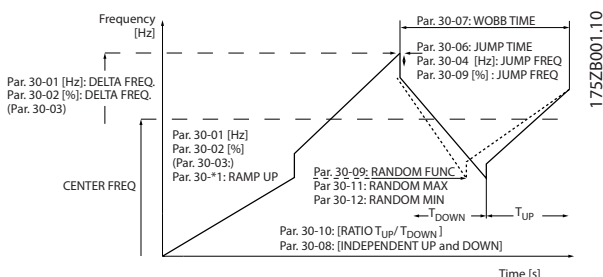 Frequency
[Hz]
Par. 30-07: WOBB TIME
Par. 30-06: JUMP TIME
Par. 30-04 [Hz]: JUMP FREQ
Par. 30-09 [%] : JUMP FREQ
Par. 30-01 [Hz]: DELTA FREQ.
Par. 30-02 [%]: DELTA FREQ.
(Par. 30-03)
Par. 30-01 [Hz]
Par. 30-02 [%]
(Par. 30-03:)
Par. 30-*1: RAMP UP
CENTER FREQ
Par. 30-09: RANDOM FUNC
Par 30-11: RANDOM MAX
Par 30-12: RANDOM MIN
TDOWN
TUP
Par. 30-10: [RATIO TUP/ TDOWN ]
Par. 30-08: [INDEPENDENT UP and DOWN]
Time [s]
175ZB001.10